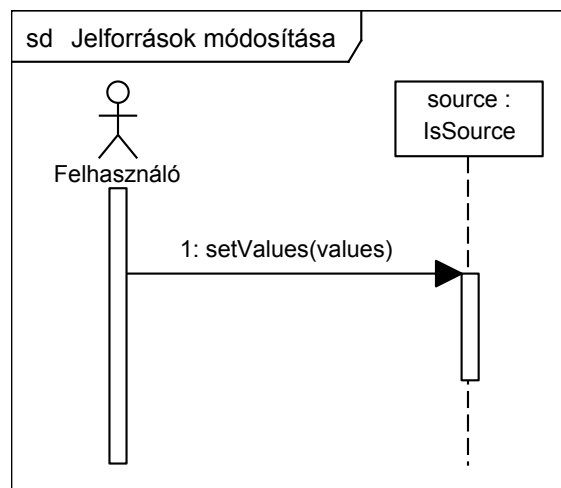 sd Jelforrások módosítása
source :
IsSource
Felhasználó
1: setValues(values)